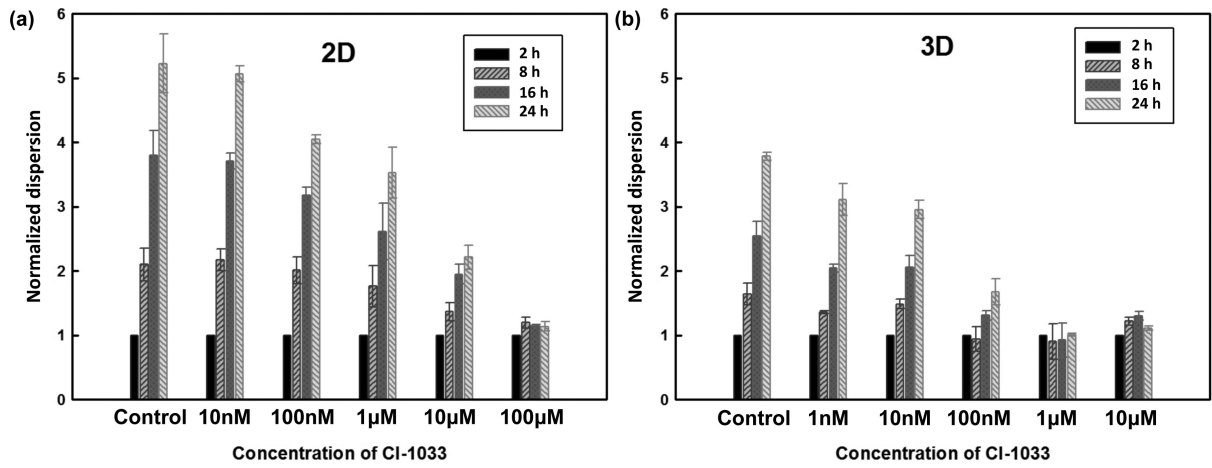 (a)
2D
2 h
8 h
16 h
24 h
Normalized dispersion
6
5
4
3
2
1
0
Control 10nM 100nM 1µM 10µM 100µM
Concentration of CI-1033
(b)
3D
2 h
8 h
16 h
24 h
Normalized dispersion
6
5
4
3
2
1
0
Control 1nM 10nM 100nM 1µM 10µM
Concentration of CI-1033